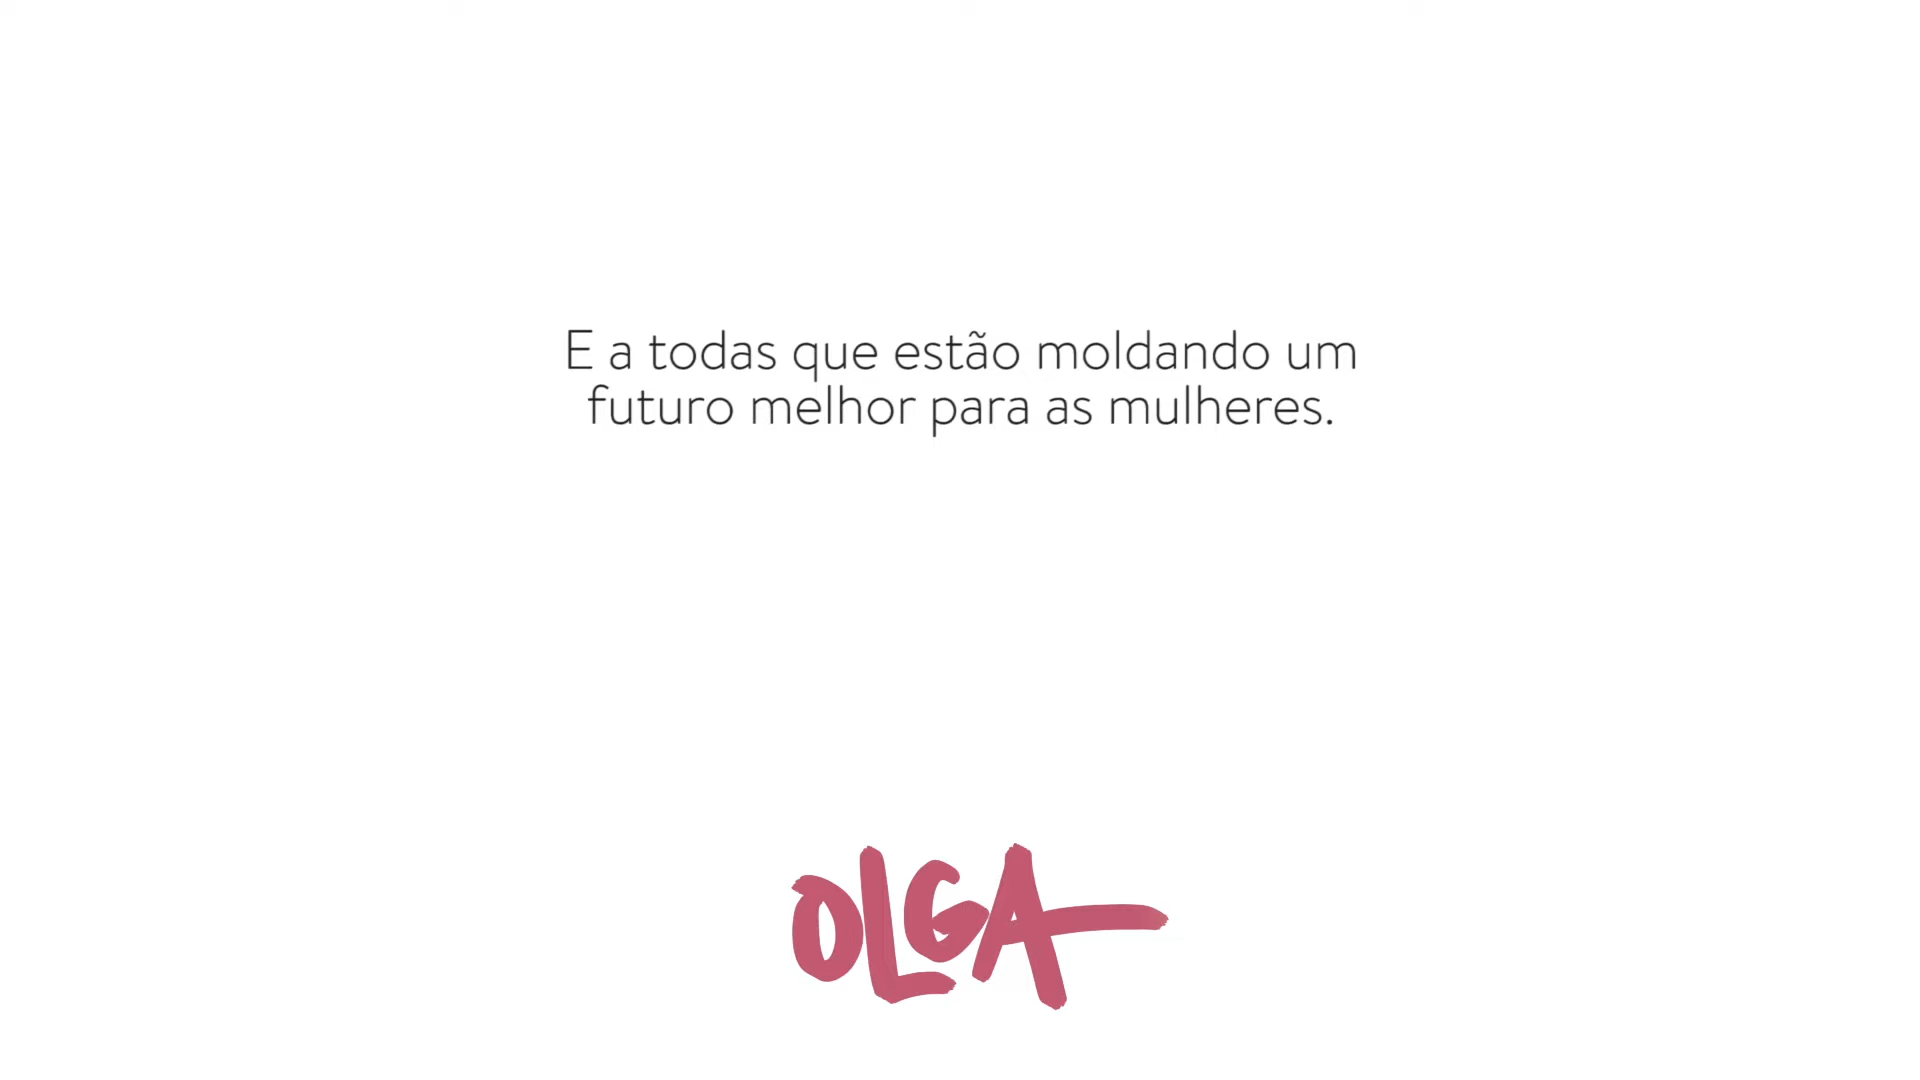 E a todas que estão moldando um
futuro melhor para as mulheres.
OLGA